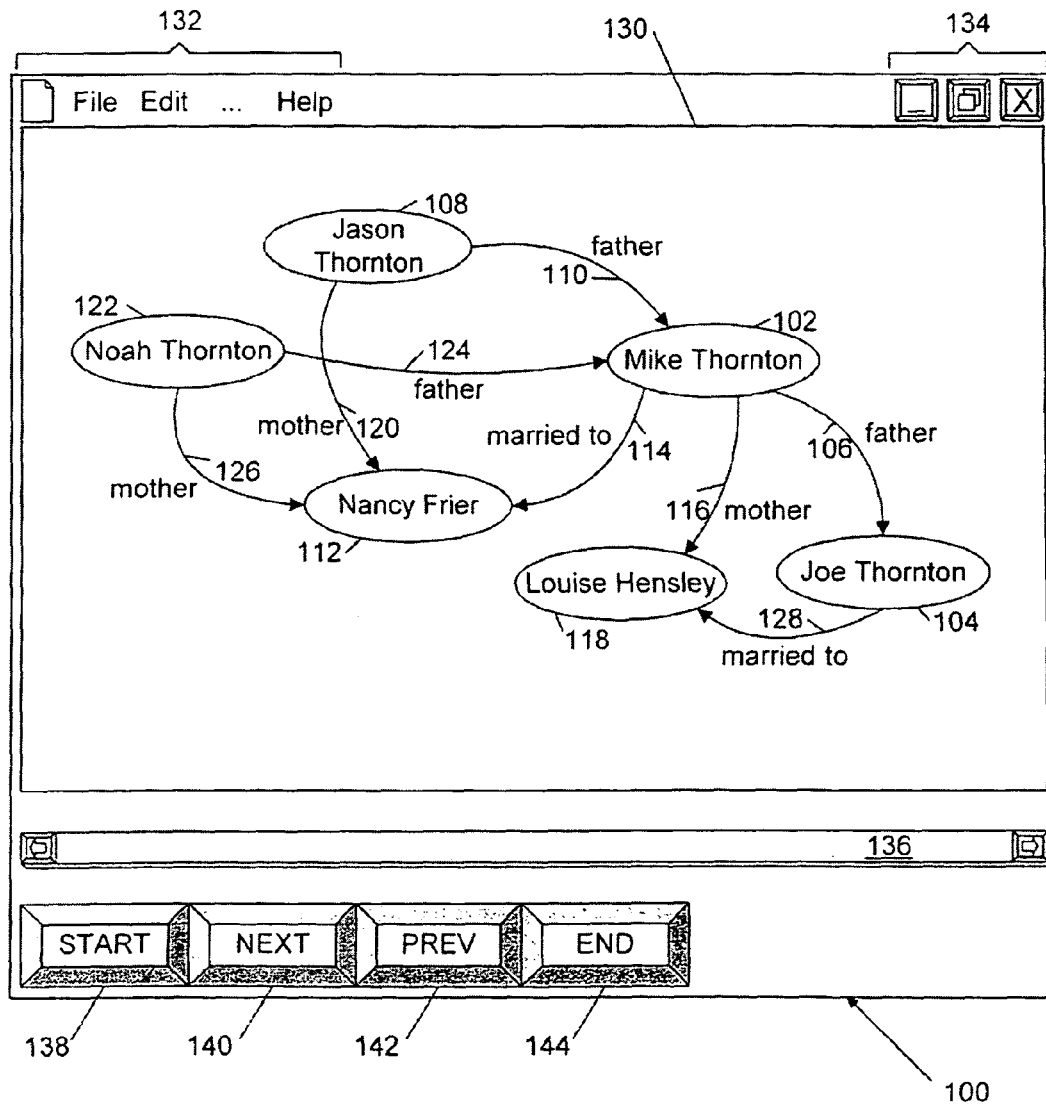 132
130
134
File Edit ... Help
108
Jason
Thornton
father
110
122
102
Noah Thornton
124
Mike Thornton
father
mother
120
married to
114
106
father
126
mother
116
mother
Nancy Frier
112
Louise Hensley
Joe Thornton
118
128
104
married to
136
START NEXT PREV END
138 140 142 144
100